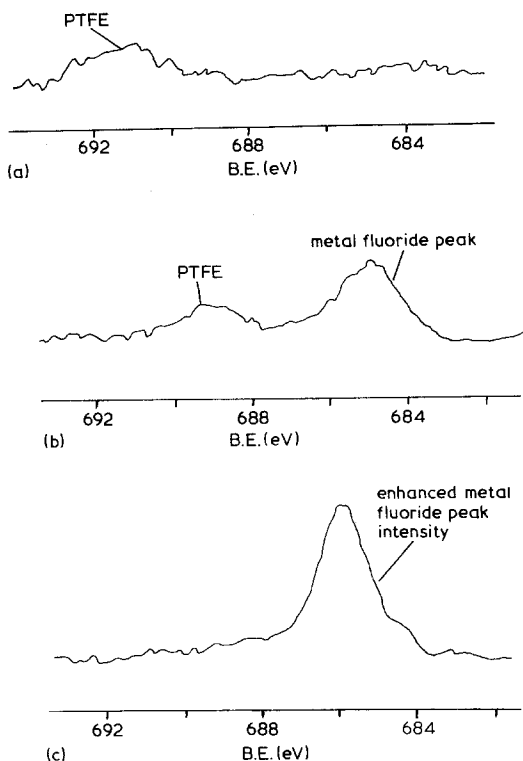 PTFE
692 688 684
(a) B.E.(eV)
metal fluoride peak
PTFE
692 688 684
(b) B.E.(eV)
enhanced metal
fluoride peak
intensity
692 688 684
(c) B.E.(eV)